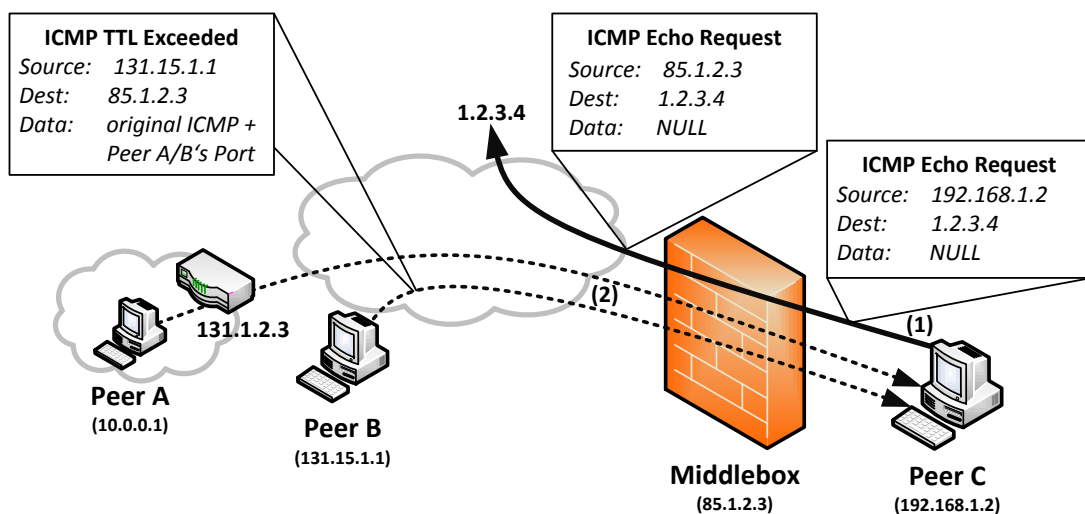 ICMP TTL Exceeded
Source: 131.15.1.1
Dest: 85.1.2.3
Data: original ICMP +
Peer A/B‘s Port
ICMP Echo Request
Source: 85.1.2.3
Dest: 1.2.3.4
Data: NULL
1.2.3.4
ICMP Echo Request
Source: 192.168.1.2
Dest: 1.2.3.4
Data: NULL
(2)
(1)
131.1.2.3
Peer A
(10.0.0.1)
Peer B
(131.15.1.1)
Middlebox
(85.1.2.3)
Peer C
(192.168.1.2)